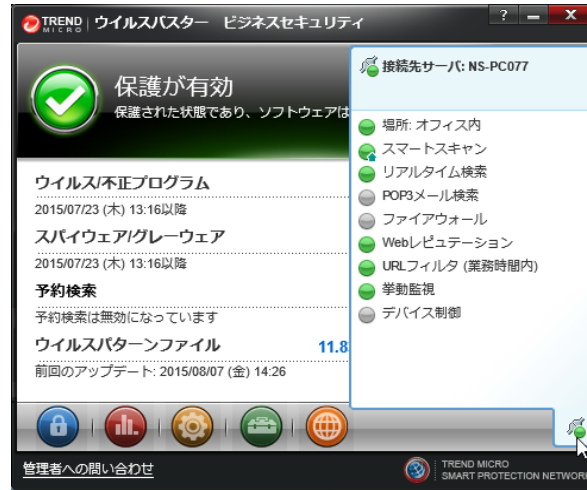 TREND MICRO ウイルスバスター ビジネスセキュリティ
? – X
保護が有効
保護された状態であり、ソフトウェアは
ウイルス/不正プログラム
2015/07/23 (木) 13:16以降
スパイウェア/グレーウェア
2015/07/23 (木) 13:16以降
予約検索
予約検索は無効になっています
ウイルスパターンファイル 11.8
前回のアップデート: 2015/08/07 (金) 14:26
接続先サーバ: NS-PC077
場所: オフィス内
スマートスキャン
リアルタイム検索
POP3メール検索
ファイアウォール
Webレピュテーション
URLフィルタ (業務時間内)
挙動監視
デバイス制御
管理者への問い合わせ
TREND MICRO
SMART PROTECTION NETWORK